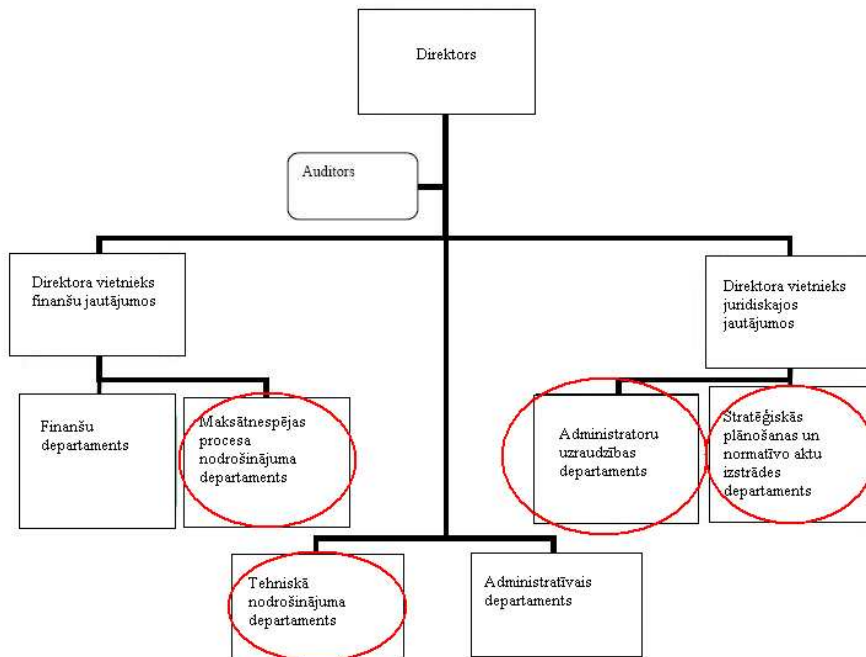 Direktors
Auditors
Direktora vietnieks
finanšu jautājumos
Direktora vietnieks
juridiskajos
jautājumos
Finanšu
departaments
Maksātnespējas
procesa
nodrošinājuma
departaments
Administratoru
uzraudzības
departaments
Stratēģiskās
plānošanas un
normatīvo aktu
izstrādes
departaments
Tehniskā
nodrošinājuma
departaments
Administratīvais
departaments